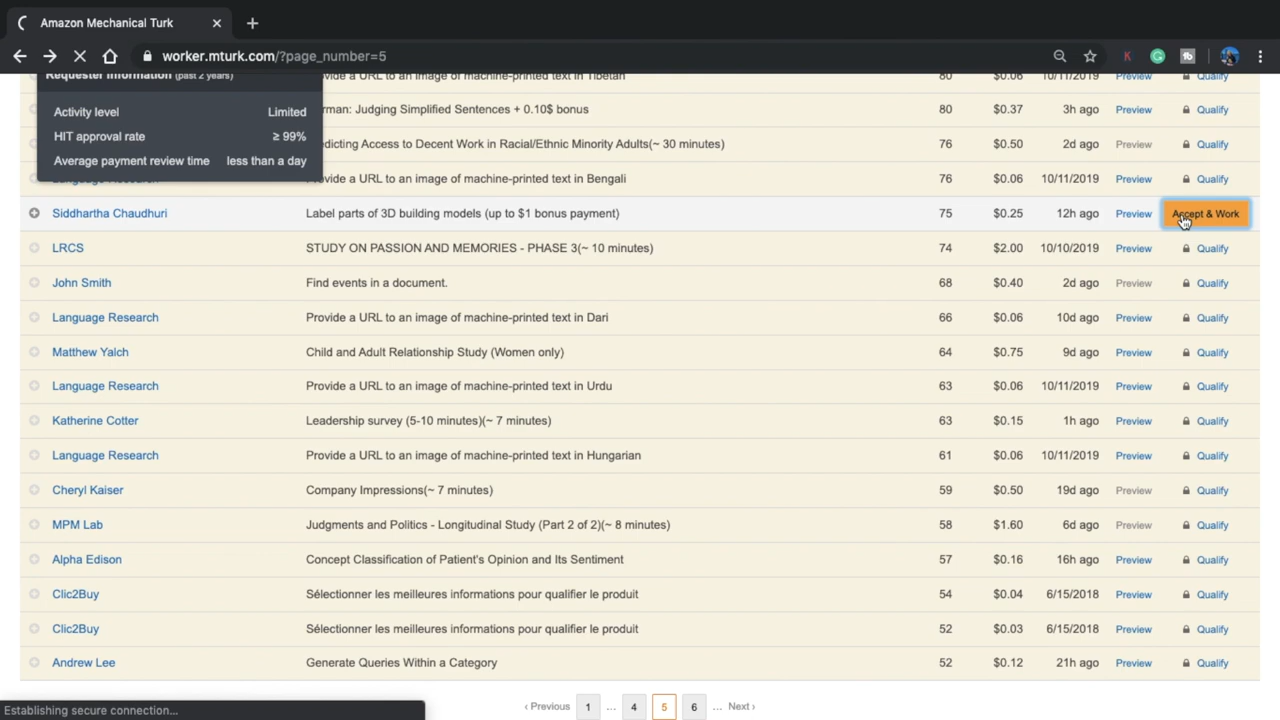 Amazon Mechanical Turk
worker.mturk.com/?page_number=5
Requester Information (past 2 years)
Activity level Limited
HIT approval rate ≥ 99%
Average payment review time less than a day
ovide a URL to an image of machine-printed text in Tibetan 80 $0.06 10/11/2019 Preview Qualify
rman: Judging Simplified Sentences + 0.10$ bonus 80 $0.37 3h ago Preview Qualify
edicting Access to Decent Work in Racial/Ethnic Minority Adults(~ 30 minutes) 76 $0.50 2d ago Preview Qualify
Language Research ovide a URL to an image of machine-printed text in Bengali 76 $0.06 10/11/2019 Preview Qualify
Siddhartha Chaudhuri Label parts of 3D building models (up to $1 bonus payment) 75 $0.25 12h ago Preview Accept & Work
LRCS STUDY ON PASSION AND MEMORIES - PHASE 3(~ 10 minutes) 74 $2.00 10/10/2019 Preview Qualify
John Smith Find events in a document. 68 $0.40 2d ago Preview Qualify
Language Research Provide a URL to an image of machine-printed text in Dari 66 $0.06 10d ago Preview Qualify
Matthew Yalch Child and Adult Relationship Study (Women only) 64 $0.75 9d ago Preview Qualify
Language Research Provide a URL to an image of machine-printed text in Urdu 63 $0.06 10/11/2019 Preview Qualify
Katherine Cotter Leadership survey (5-10 minutes)(~ 7 minutes) 63 $0.15 1h ago Preview Qualify
Language Research Provide a URL to an image of machine-printed text in Hungarian 61 $0.06 10/11/2019 Preview Qualify
Cheryl Kaiser Company Impressions(~ 7 minutes) 59 $0.50 19d ago Preview Qualify
MPM Lab Judgments and Politics - Longitudinal Study (Part 2 of 2)(~ 8 minutes) 58 $1.60 6d ago Preview Qualify
Alpha Edison Concept Classification of Patient's Opinion and Its Sentiment 57 $0.16 16h ago Preview Qualify
Clic2Buy Sélectionner les meilleures informations pour qualifier le produit 54 $0.04 6/15/2018 Preview Qualify
Clic2Buy Sélectionner les meilleures informations pour qualifier le produit 52 $0.03 6/15/2018 Preview Qualify
Andrew Lee Generate Queries Within a Category 52 $0.12 21h ago Preview Qualify
‹ Previous 1 ... 4 5 6 ... Next ›
Establishing secure connection...